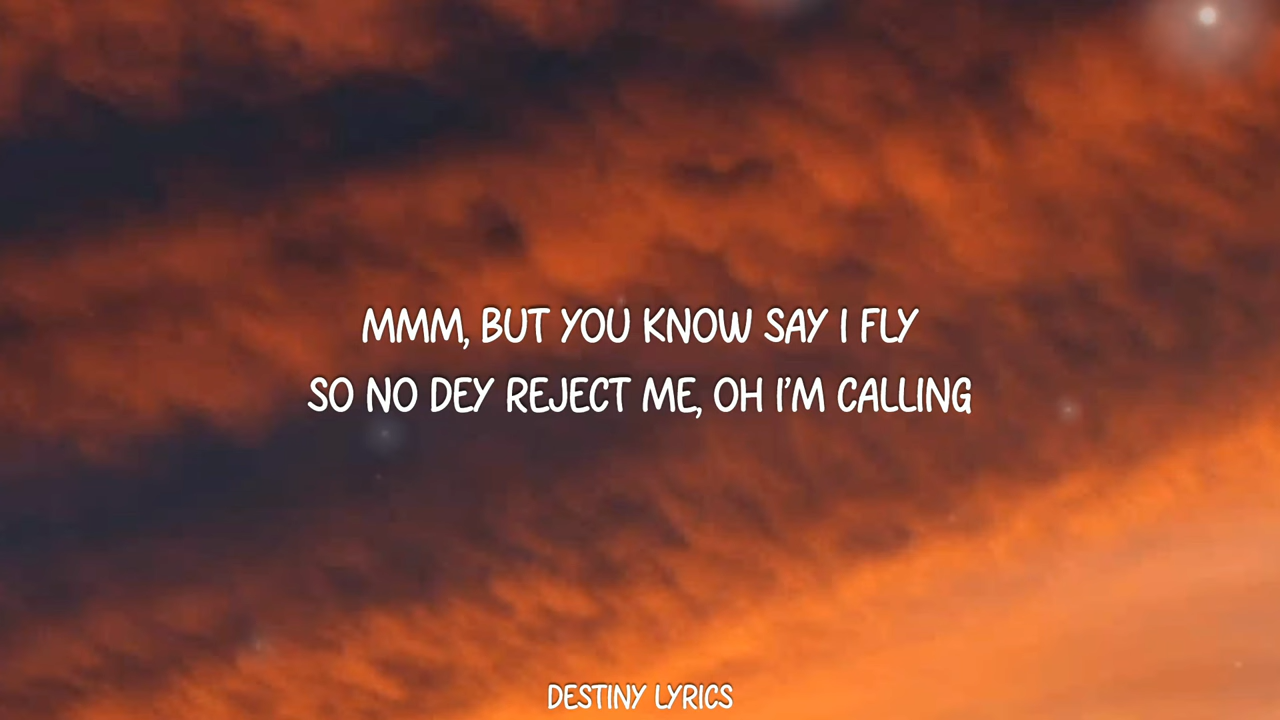 MMM, BUT YOU KNOW SAY I FLY
SO NO DEY REJECT ME, OH I'M CALLING
DESTINY LYRICS